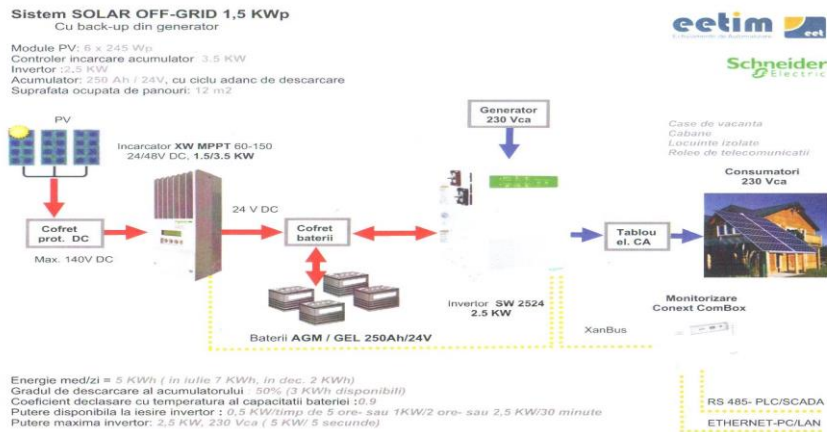 Sistem SOLAR OFF-GRID 1,5 KWp
Cu back-up din generator
Module PV: 6 x 245 Wp
Controler incarcare acumulator 3.5 KW
Invertor :2.5 KW
Acumulator: 250 Ah / 24V, cu ciclu adanc de descarcare
Suprafata ocupata de panouri: 12 m2
eetim
eet
Schneider
Electric
PV
Incarcator XW MPPT 60-150
24/48V DC, 1.5/3.5 KW
Generator
230 Vca
Case de vacanta
Cabane
Locuinte izolate
Relee de telecomunicatii
Consumatori
230 Vca
Cofret
prot. DC
Max. 140V DC
24 V DC
Cofret
baterii
Tablou
el. CA
Invertor SW 2524
2.5 KW
Monitorizare
Conext ComBox
XanBus
Baterii AGM / GEL 250Ah/24V
Energie med/zi = 5 KWh ( in iulie 7 KWh, in dec. 2 KWh)
Gradul de descarcare al acumulatorului : 50% (3 KWh disponibili)
Coeficient declasare cu temperatura al capacitatii bateriei :0.9
Putere disponibila la iesire invertor : 0,5 KW/timp de 5 ore- sau 1KW/2 ore- sau 2,5 KW/30 minute
Putere maxima invertor: 2,5 KW, 230 Vca ( 5 KW/ 5 secunde)
RS 485- PLC/SCADA
ETHERNET-PC/LAN